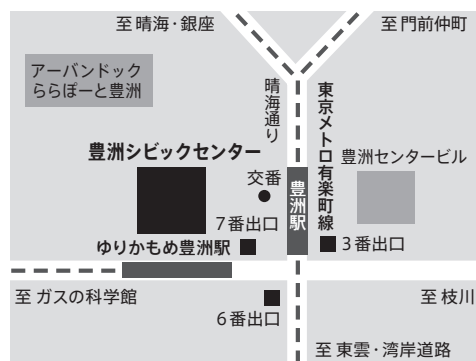 至 晴海・銀座
至 門前仲町
アーバンドック
ららぽーと豊洲
晴海通り
東京メトロ有楽町線
豊洲シビックセンター
豊洲センタービル
交番
豊洲駅
7番出口
ゆりかもめ豊洲駅
3番出口
至 ガスの科学館
6番出口
至 枝川
至 東雲・湾岸道路